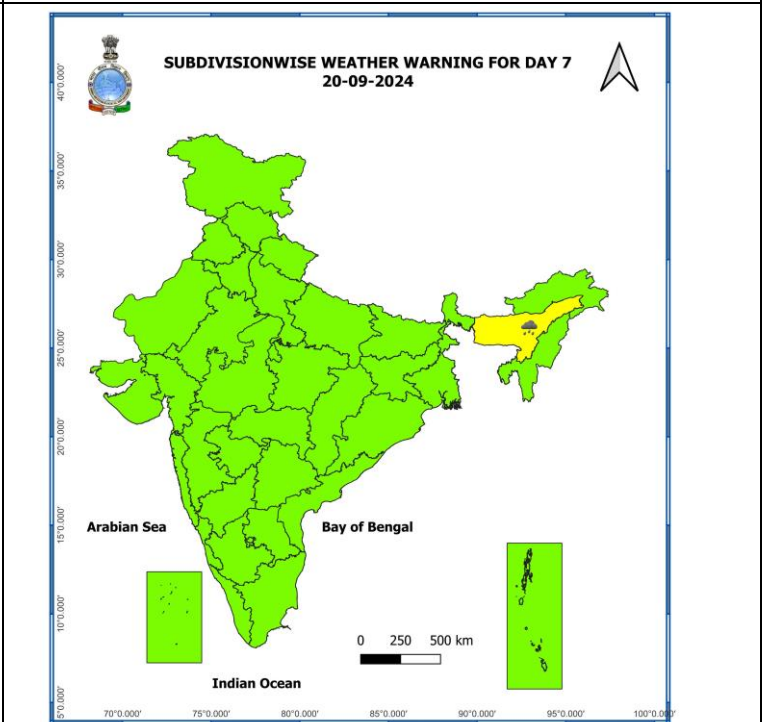 SUBDIVISIONWISE WEATHER WARNING FOR DAY 7
20-09-2024
40°0.000'
35°0.000'
30°0.000'
25°0.000'
20°0.000'
15°0.000'
10°0.000'
5°0.000'
Arabian Sea
Bay of Bengal
0 250 500 km
Indian Ocean
70°0.000' 75°0.000' 80°0.000' 85°0.000' 90°0.000' 95°0.000' 100°0.000'